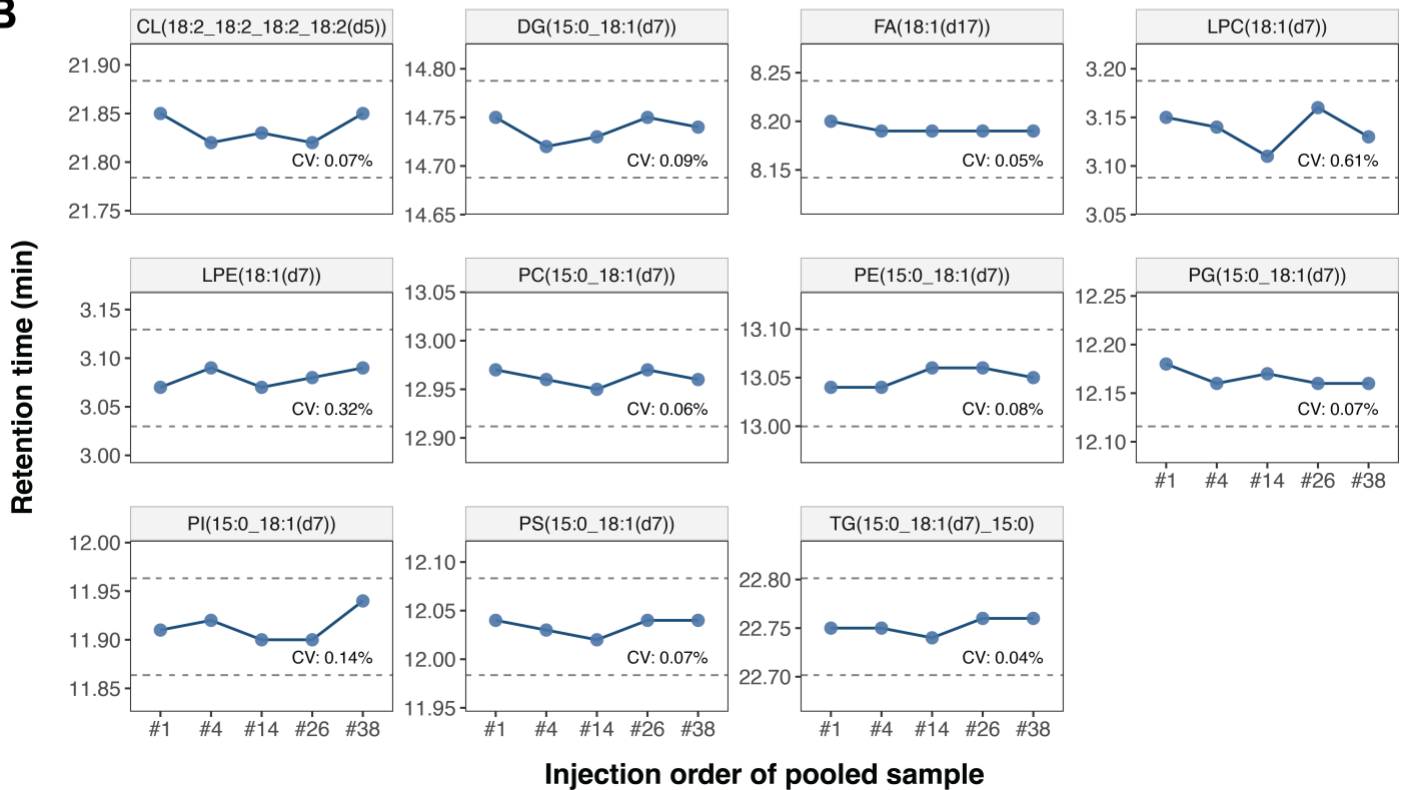 B
CL(18:2_18:2_18:2_18:2(d5)) DG(15:0_18:1(d7)) FA(18:1(d17)) LPC(18:1(d7))
21.90
21.85
21.80
21.75
CV: 0.07%
14.80
14.75
14.70
14.65
CV: 0.09%
8.25
8.20
8.15
CV: 0.05%
3.20
3.15
3.10
3.05
CV: 0.61%
LPE(18:1(d7)) PC(15:0_18:1(d7)) PE(15:0_18:1(d7)) PG(15:0_18:1(d7))
3.15
3.10
3.05
3.00
CV: 0.32%
13.05
13.00
12.95
12.90
CV: 0.06%
13.10
13.05
13.00
CV: 0.08%
12.25
12.20
12.15
12.10
CV: 0.07%
#1 #4 #14 #26 #38
PI(15:0_18:1(d7)) PS(15:0_18:1(d7)) TG(15:0_18:1(d7)_15:0)
12.00
11.95
11.90
11.85
CV: 0.14%
12.10
12.05
12.00
11.95
CV: 0.07%
22.80
22.75
22.70
CV: 0.04%
#1 #4 #14 #26 #38 #1 #4 #14 #26 #38 #1 #4 #14 #26 #38
Retention time (min)
Injection order of pooled sample